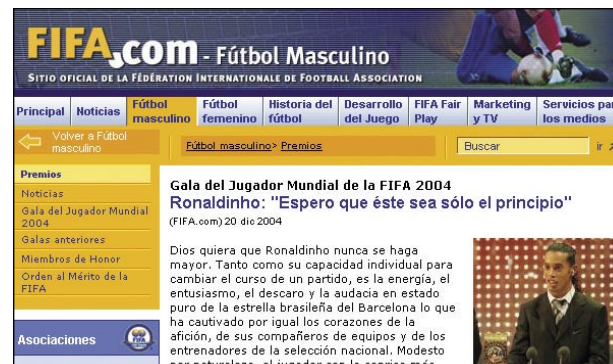 FIFA.com - Fútbol Masculino
SITIO OFICIAL DE LA FÉDÉRATION INTERNATIONALE DE FOOTBALL ASSOCIATION
Principal
Noticias
Fútbol
masculino
Fútbol
femenino
Historia del
fútbol
Desarrollo
del Juego
FIFA Fair
Play
Marketing
y TV
Servicios
los medios
Volver a Fútbol
masculino
Fútbol masculino> Premios
Buscar
ir
Premios
Noticias
Gala del Jugador Mundial
2004
Galas anteriores
Miembros de Honor
Orden al Mérito de la
FIFA
Asociaciones
Gala del Jugador Mundial de la FIFA 2004
Ronaldinho: "Espero que éste sea sólo el principio"
(FIFA.com) 20 dic 2004
Dios quiera que Ronaldinho nunca se haga
mayor. Tanto como su capacidad individual para
cambiar el curso de un partido, es la energía, el
entusiasmo, el descaro y la audacia en estado
puro de la estrella brasileña del Barcelona lo que
ha cautivado por igual los corazones de la
afición, de sus compañeros de equipos y de los
entrenadores de la selección nacional. Modesto